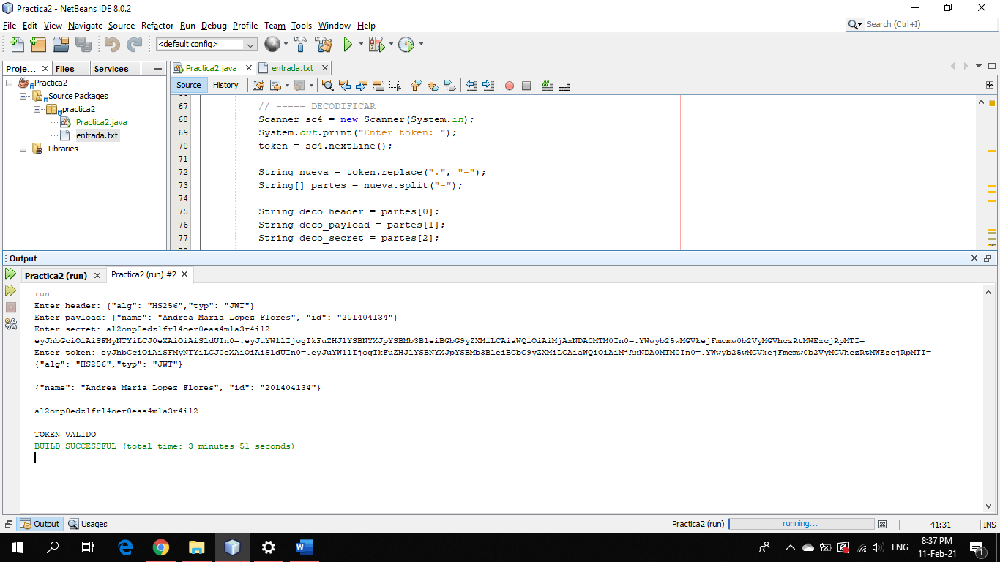 Practica2 - NetBeans IDE 8.0.2
File Edit View Navigate Source Refactor Run Debug Profile Team Tools Window Help
Search (Ctrl+I)
<default config>
Proje... Files Services
Practica2.java entrada.txt
Source History
Practica2
Source Packages
practica2
Practica2.java
entrada.txt
Libraries
67 // ----- DECODIFICAR
68 Scanner sc4 = new Scanner(System.in);
69 System.out.print("Enter token: ");
70 token = sc4.nextLine();
71
72 String nueva = token.replace(".", "-");
73 String[] partes = nueva.split("-");
74
75 String deco_header = partes[0];
76 String deco_payload = partes[1];
77 String deco_secret = partes[2];
Output
Practica2 (run) Practica2 (run) #2
run:
Enter header: {"alg": "HS256","typ": "JWT"}
Enter payload: {"name": "Andrea Maria Lopez Flores", "id": "201404134"}
Enter secret: al2onp0edz1frl4oer0eas4m1a3r4i12
eyJhbGciOiAiSFMyNTYiLCJ0eXAiOiAiSldUIn0=.eyJuYW1lIjogIkFuZHJlYSBNYXJpYSBMb3BleiBGbG9yZXMiLCAiaWQiOiAiMjAxNDA0MTM0In0=.YWwyb25wMGVkejFmcmw0b2VyMGVhczRtMWEzcjRpMTI=
Enter token: eyJhbGciOiAiSFMyNTYiLCJ0eXAiOiAiSldUIn0=.eyJuYW1lIjogIkFuZHJlYSBNYXJpYSBMb3BleiBGbG9yZXMiLCAiaWQiOiAiMjAxNDA0MTM0In0=.YWwyb25wMGVkejFmcmw0b2VyMGVhczRtMWEzcjRpMTI=
{"alg": "HS256","typ": "JWT"}
{"name": "Andrea Maria Lopez Flores", "id": "201404134"}
al2onp0edz1frl4oer0eas4m1a3r4i12
TOKEN VALIDO
BUILD SUCCESSFUL (total time: 3 minutes 51 seconds)
Output Usages
Practica2 (run) running... 41:31 INS
ENG
8:37 PM
11-Feb-21
1